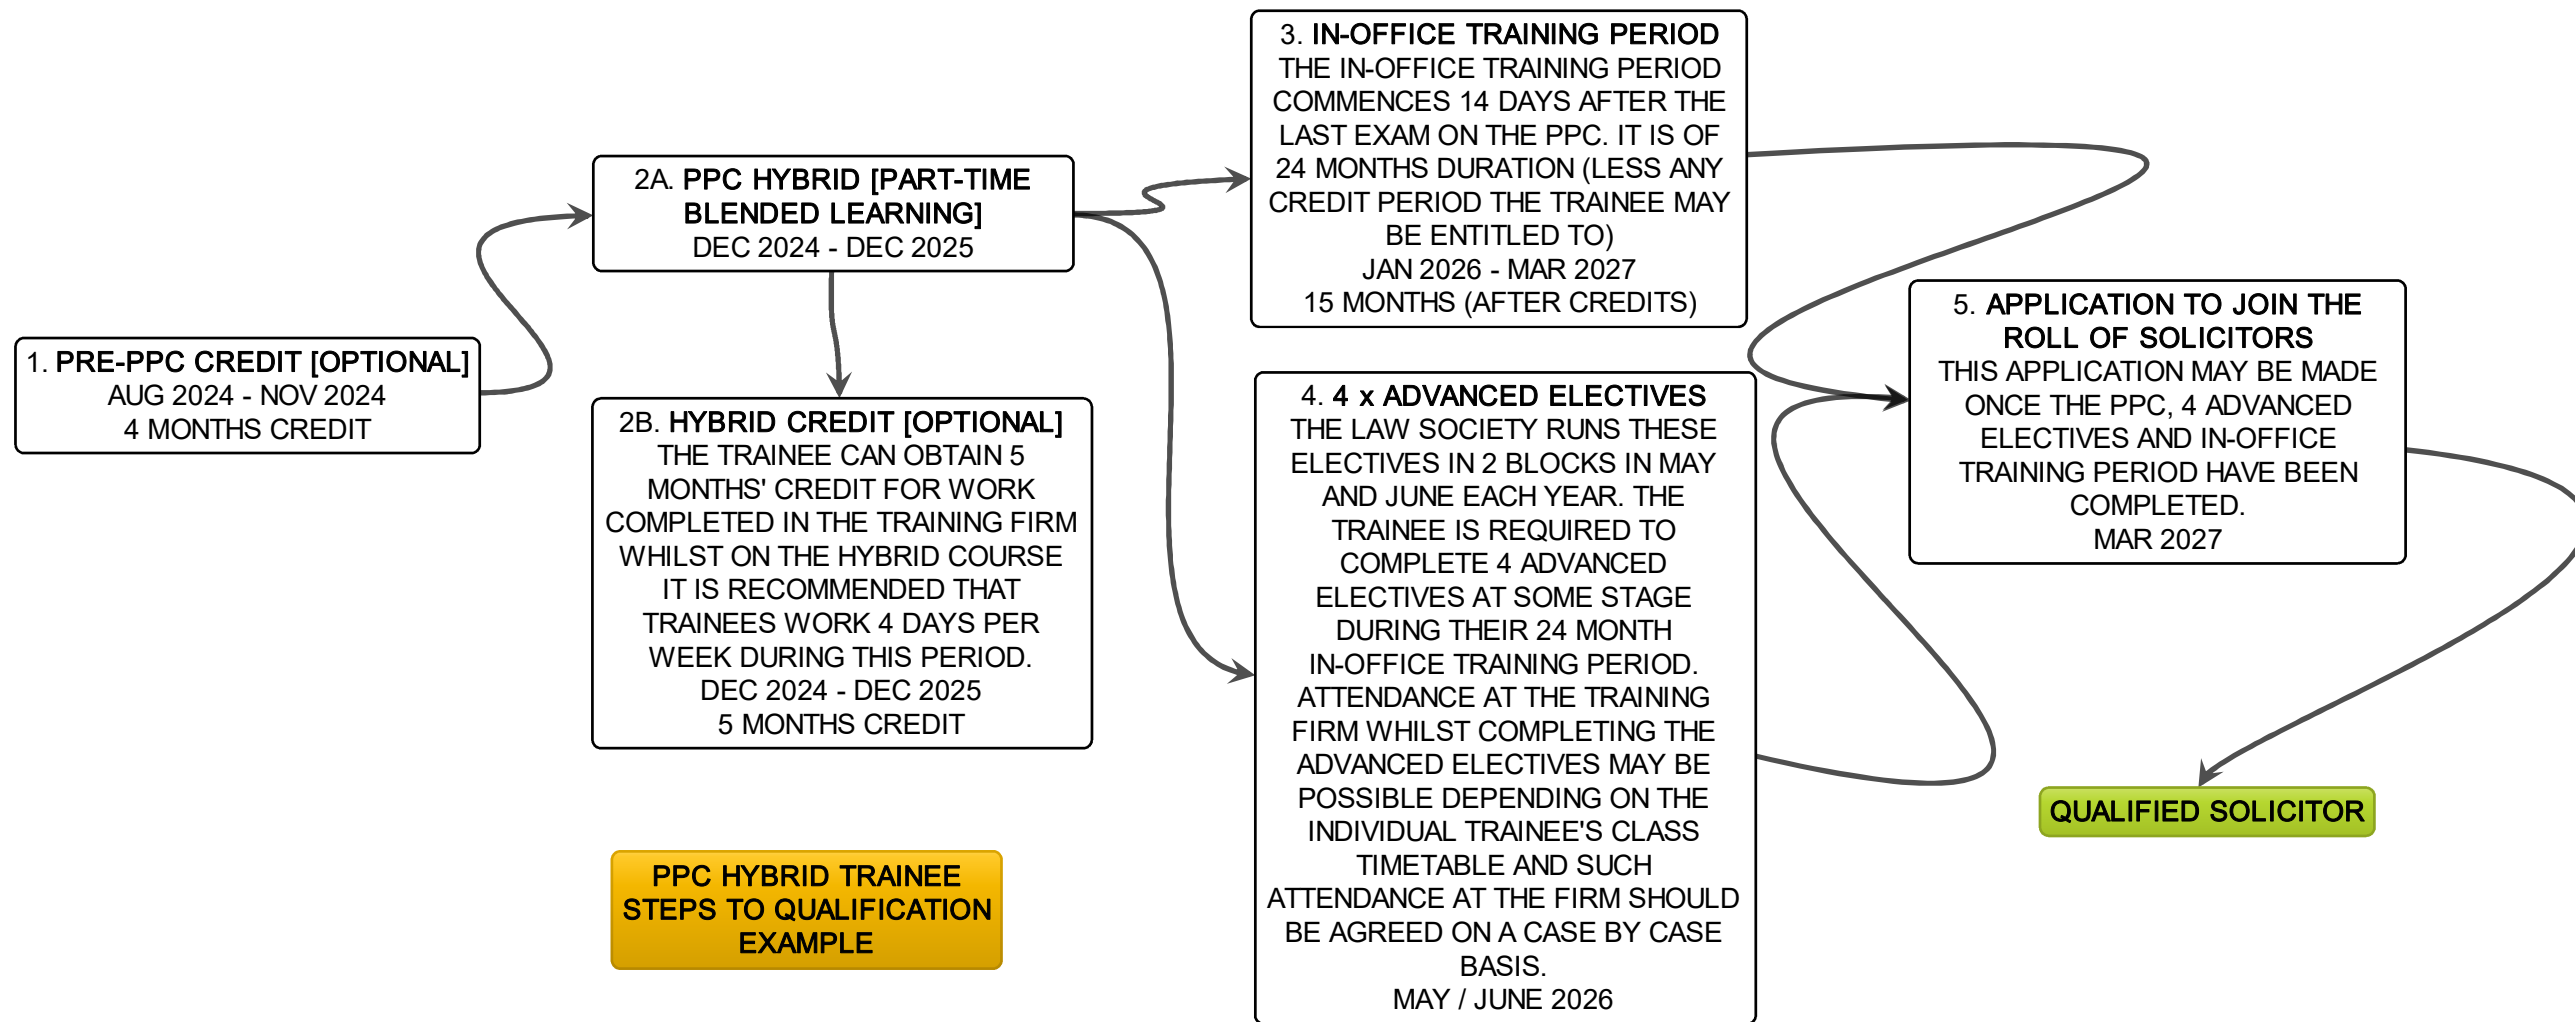 1. PRE-PPC CREDIT [OPTIONAL]
AUG 2024 - NOV 2024
4 MONTHS CREDIT
2A. PPC HYBRID [PART-TIME
BLENDED LEARNING]
DEC 2024 - DEC 2025
2B. HYBRID CREDIT [OPTIONAL]
THE TRAINEE CAN OBTAIN 5
MONTHS' CREDIT FOR WORK
COMPLETED IN THE TRAINING FIRM
WHILST ON THE HYBRID COURSE
IT IS RECOMMENDED THAT
TRAINEES WORK 4 DAYS PER
WEEK DURING THIS PERIOD.
DEC 2024 - DEC 2025
5 MONTHS CREDIT
3. IN-OFFICE TRAINING PERIOD
THE IN-OFFICE TRAINING PERIOD
COMMENCES 14 DAYS AFTER THE
LAST EXAM ON THE PPC. IT IS OF
24 MONTHS DURATION (LESS ANY
CREDIT PERIOD THE TRAINEE MAY
BE ENTITLED TO)
JAN 2026 - MAR 2027
15 MONTHS (AFTER CREDITS)
4. 4 x ADVANCED ELECTIVES
THE LAW SOCIETY RUNS THESE
ELECTIVES IN 2 BLOCKS IN MAY
AND JUNE EACH YEAR. THE
TRAINEE IS REQUIRED TO
COMPLETE 4 ADVANCED
ELECTIVES AT SOME STAGE
DURING THEIR 24 MONTH
IN-OFFICE TRAINING PERIOD.
ATTENDANCE AT THE TRAINING
FIRM WHILST COMPLETING THE
ADVANCED ELECTIVES MAY BE
POSSIBLE DEPENDING ON THE
INDIVIDUAL TRAINEE'S CLASS
TIMETABLE AND SUCH
ATTENDANCE AT THE FIRM SHOULD
BE AGREED ON A CASE BY CASE
BASIS.
MAY / JUNE 2026
5. APPLICATION TO JOIN THE
ROLL OF SOLICITORS
THIS APPLICATION MAY BE MADE
ONCE THE PPC, 4 ADVANCED
ELECTIVES AND IN-OFFICE
TRAINING PERIOD HAVE BEEN
COMPLETED.
MAR 2027
QUALIFIED SOLICITOR
PPC HYBRID TRAINEE
STEPS TO QUALIFICATION
EXAMPLE